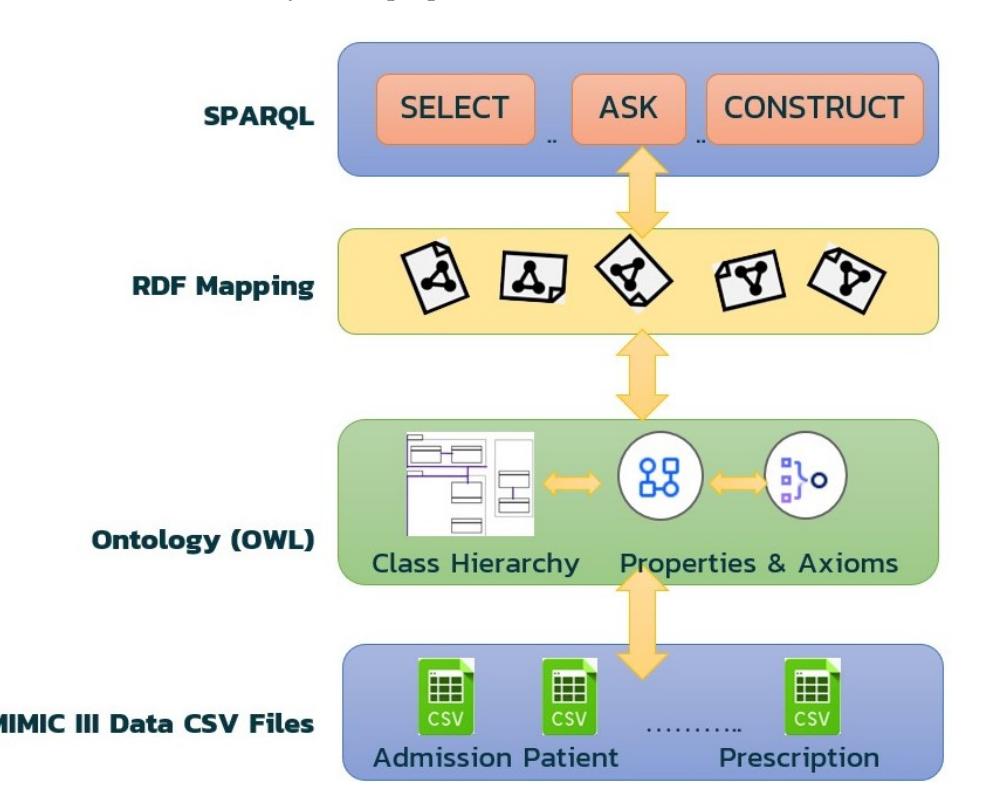 SPARQL
SELECT .. ASK .. CONSTRUCT
RDF Mapping
Ontology (OWL)
Class Hierarchy Properties & Axioms
MIMIC III Data CSV Files
CSV CSV ........... CSV
Admission Patient Prescription